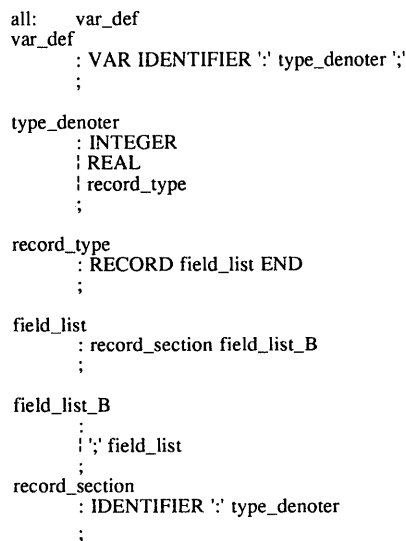 all: var_def
var_def
: VAR IDENTIFIER ':' type_denoter ';'
;
type_denoter
: INTEGER
¦ REAL
¦ record_type
;
record_type
: RECORD field_list END
;
field_list
: record_section field_list_B
;
field_list_B
:
¦ ';' field_list
;
record_section
: IDENTIFIER ':' type_denoter
;